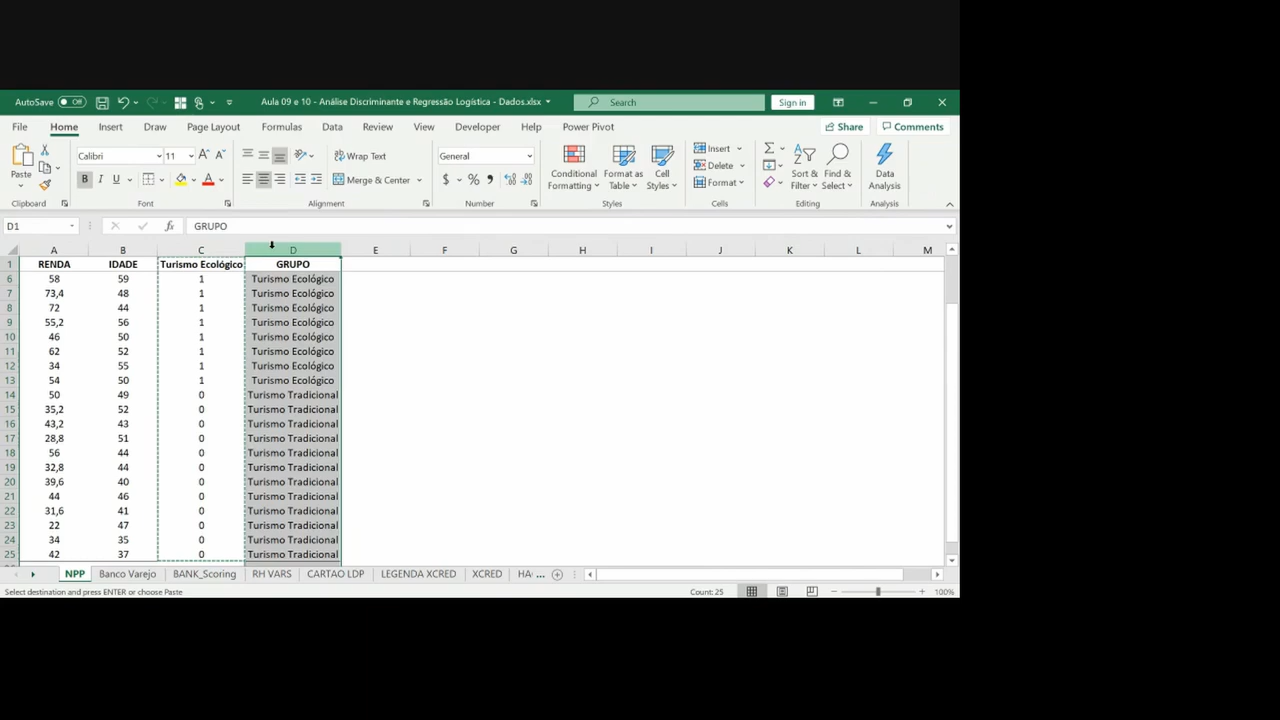 AutoSave Off Aula 09 e 10 - Análise Discriminante e Regressão Logística - Dados.xlsx Search Sign in
File Home Insert Draw Page Layout Formulas Data Review View Developer Help Power Pivot Share Comments
Paste Calibri 11 Wrap Text General Conditional Formatting Format as Table Cell Styles Insert Sort & Filter Find & Select Data Analysis
B I U Merge & Center $ % Delete
Format
Clipboard Font Alignment Number Styles Cells Editing Analysis
D1 fx GRUPO
A B C D E F G H I J K L M
1 RENDA IDADE Turismo Ecológico GRUPO
6 58 59 1 Turismo Ecológico
7 73,4 48 1 Turismo Ecológico
8 72 44 1 Turismo Ecológico
9 55,2 56 1 Turismo Ecológico
10 46 50 1 Turismo Ecológico
11 62 52 1 Turismo Ecológico
12 34 55 1 Turismo Ecológico
13 54 50 1 Turismo Ecológico
14 50 49 0 Turismo Tradicional
15 35,2 52 0 Turismo Tradicional
16 43,2 43 0 Turismo Tradicional
17 28,8 51 0 Turismo Tradicional
18 56 44 0 Turismo Tradicional
19 32,8 44 0 Turismo Tradicional
20 39,6 40 0 Turismo Tradicional
21 44 46 0 Turismo Tradicional
22 31,6 41 0 Turismo Tradicional
23 22 47 0 Turismo Tradicional
24 34 35 0 Turismo Tradicional
25 42 37 0 Turismo Tradicional
NPP Banco Varejo BANK_Scoring RH VARS CARTAO LDP LEGENDA XCRED XCRED HA ...
Select destination and press ENTER or choose Paste Count: 25 100%